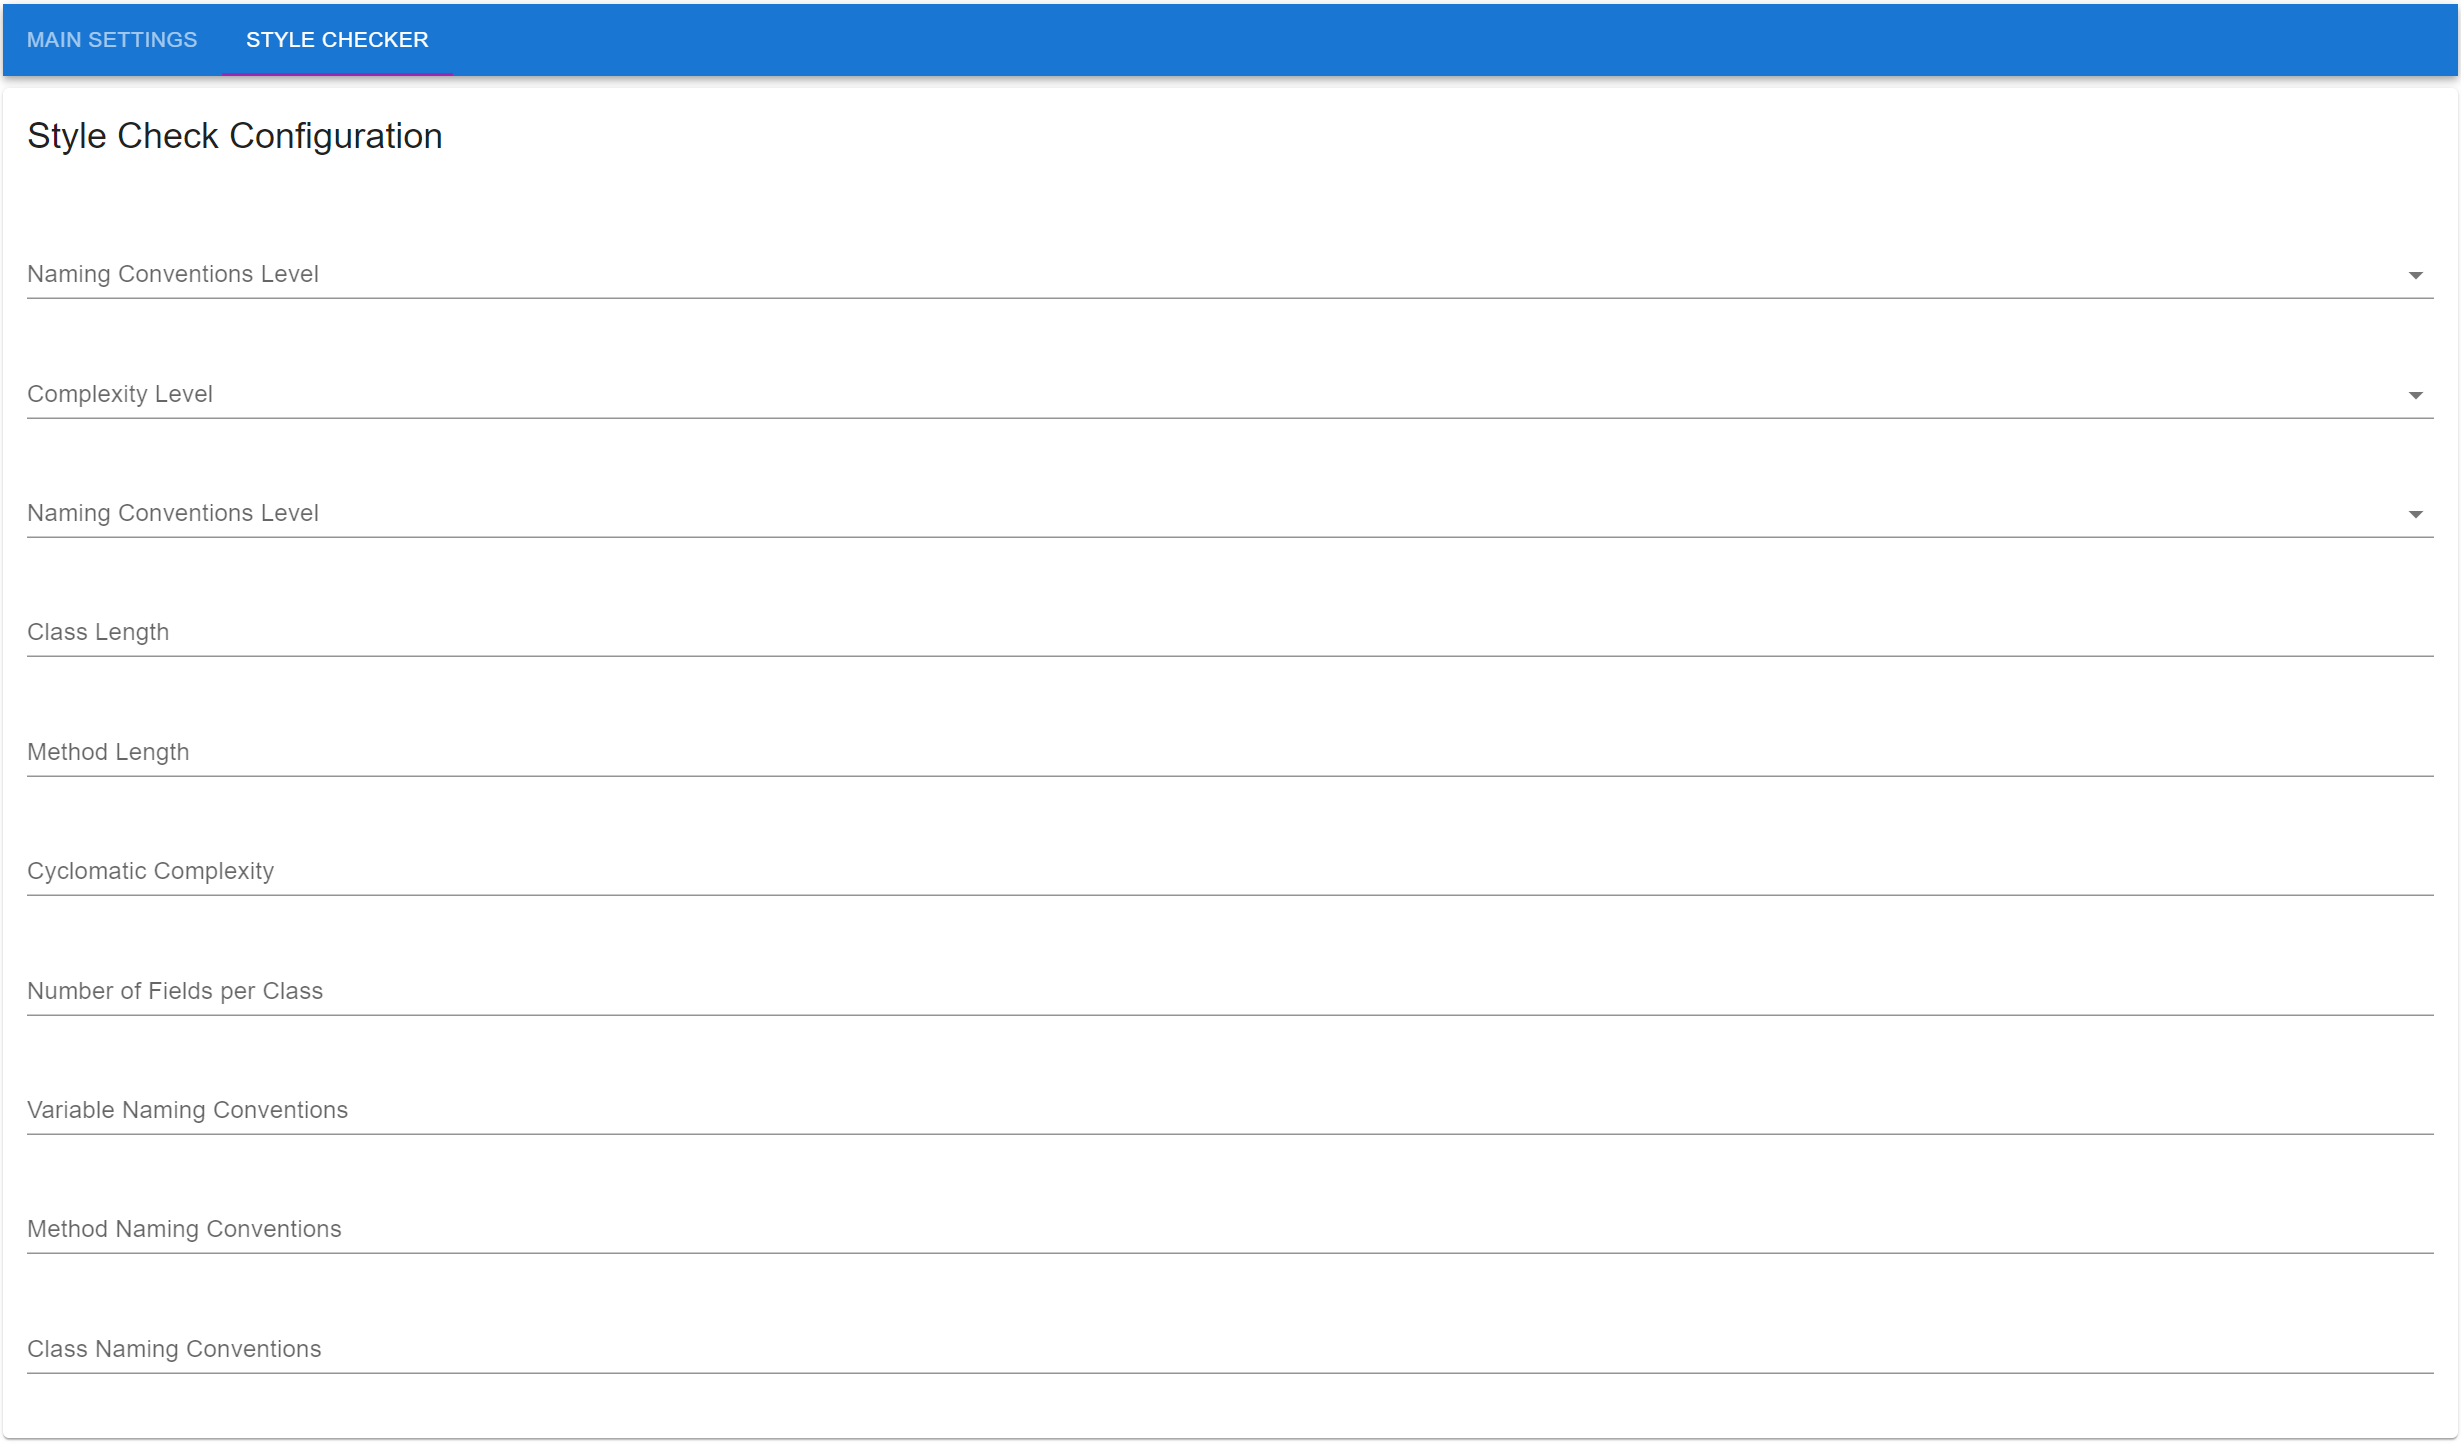 MAIN SETTINGS STYLE CHECKER
Style Check Configuration
Naming Conventions Level
Complexity Level
Naming Conventions Level
Class Length
Method Length
Cyclomatic Complexity
Number of Fields per Class
Variable Naming Conventions
Method Naming Conventions
Class Naming Conventions